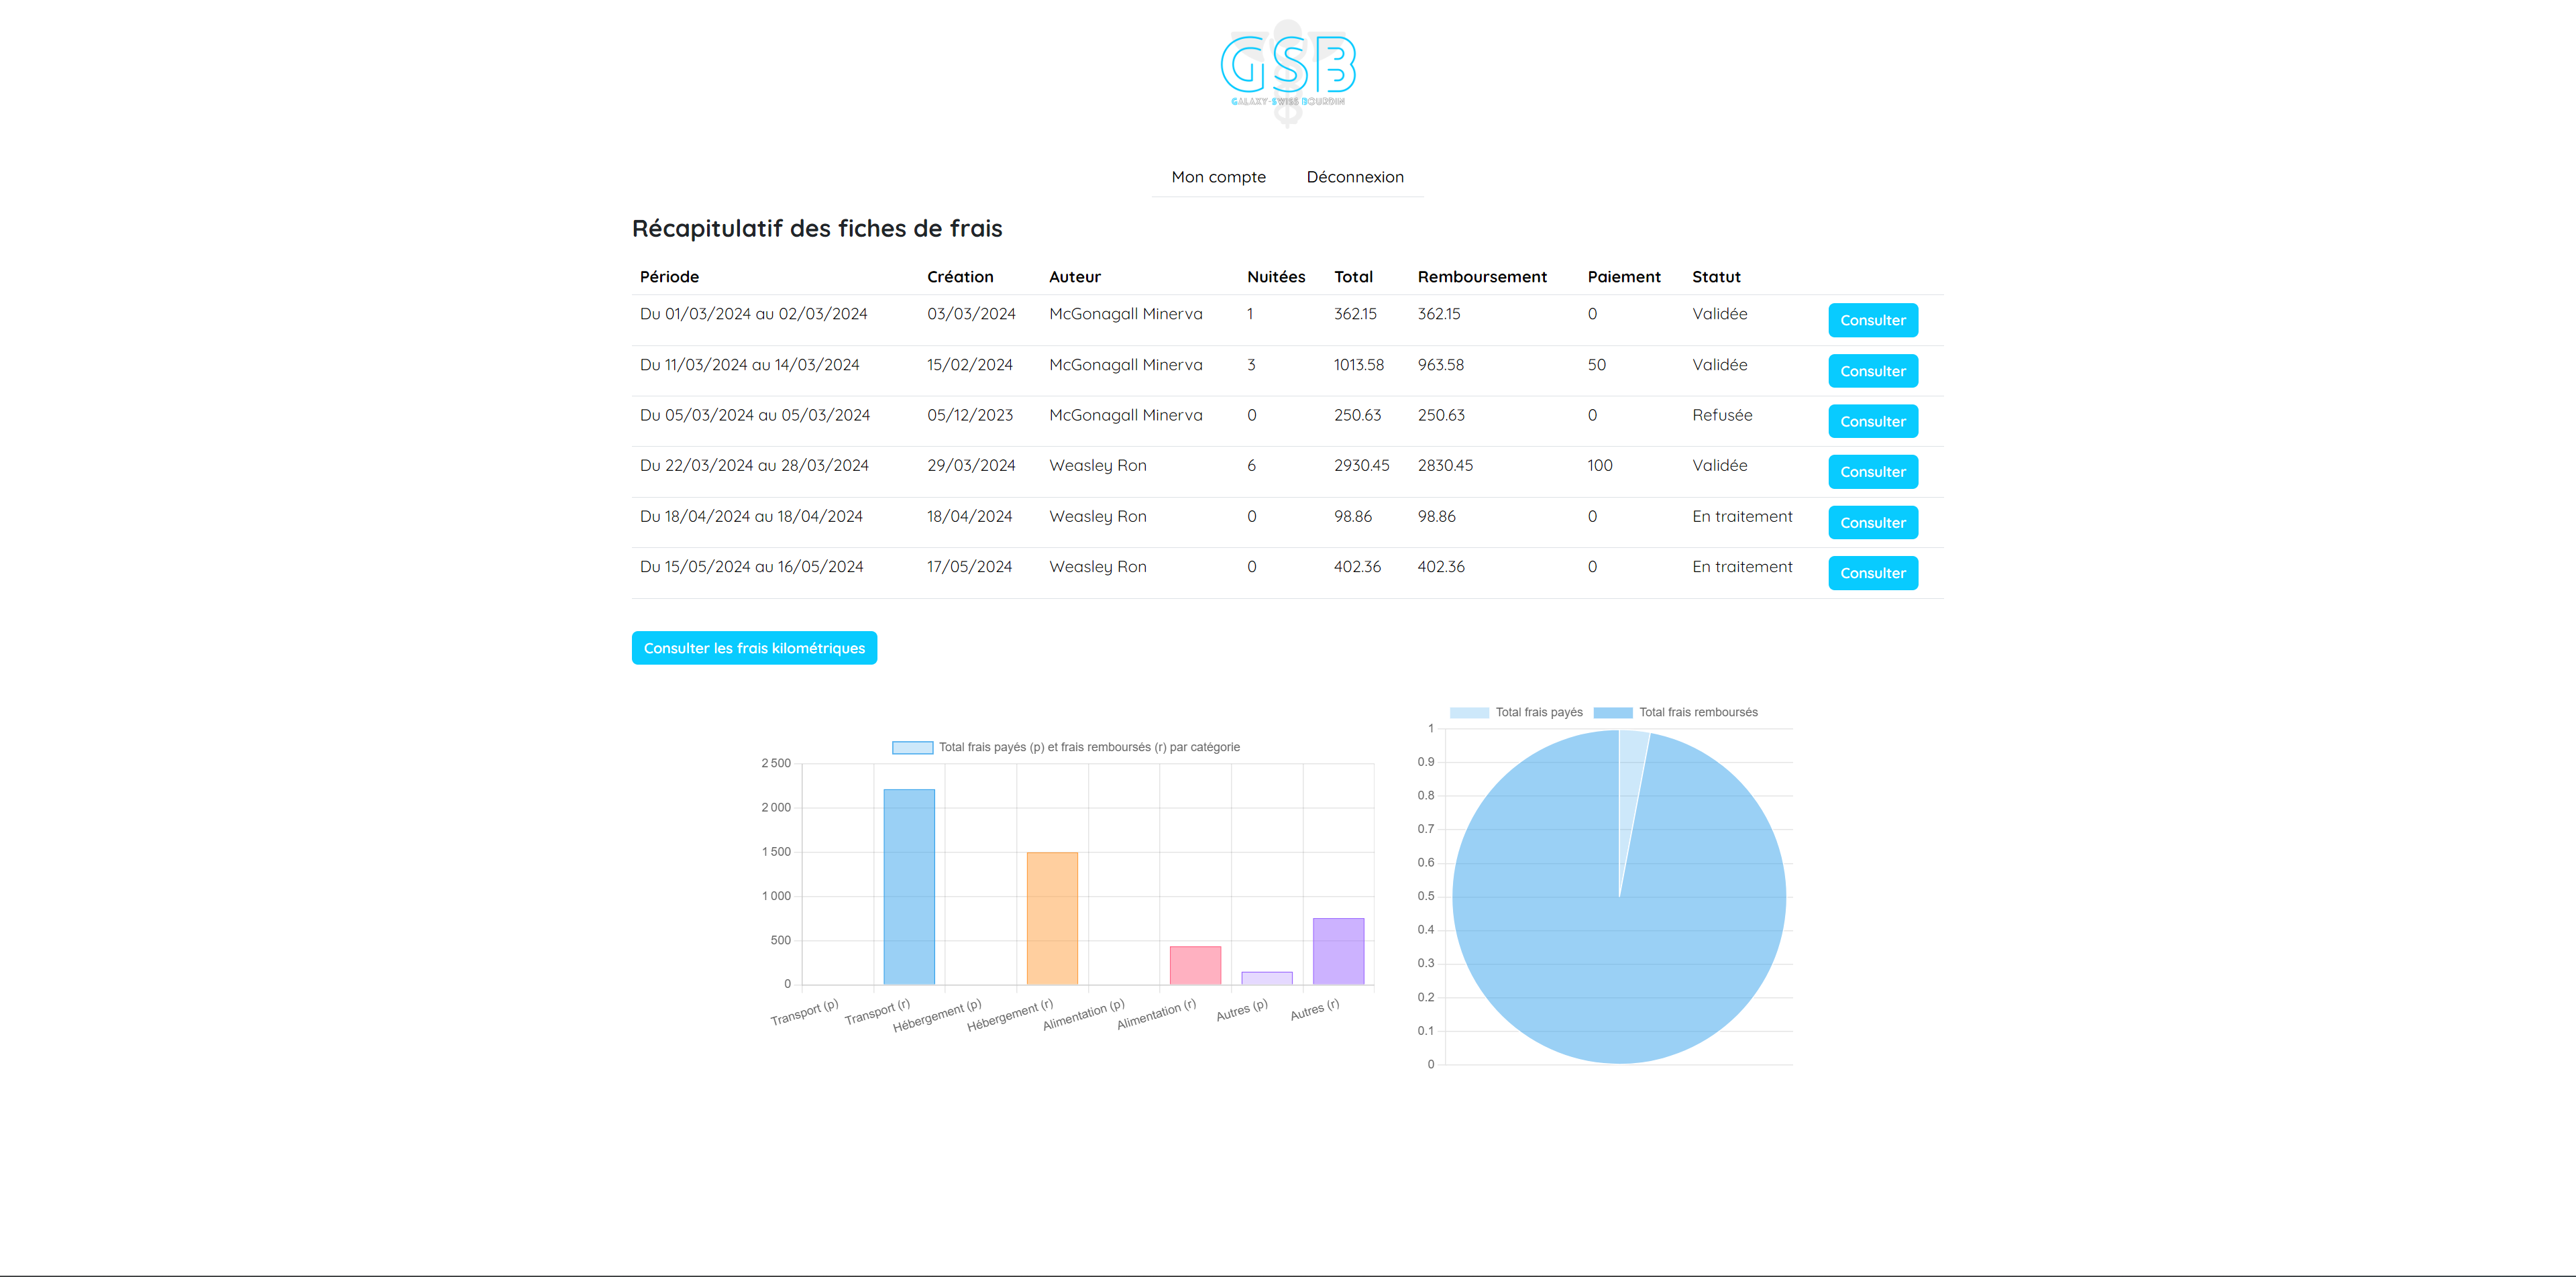 GSB
GALAXY-SWISS BOURDIN
Mon compte Déconnexion
Récapitulatif des fiches de frais
Période Création Auteur Nuitées Total Remboursement Paiement Statut
Du 01/03/2024 au 02/03/2024 03/03/2024 McGonagall Minerva 1 362.15 362.15 0 Validée Consulter
Du 11/03/2024 au 14/03/2024 15/02/2024 McGonagall Minerva 3 1013.58 963.58 50 Validée Consulter
Du 05/03/2024 au 05/03/2024 05/12/2023 McGonagall Minerva 0 250.63 250.63 0 Refusée Consulter
Du 22/03/2024 au 28/03/2024 29/03/2024 Weasley Ron 6 2930.45 2830.45 100 Validée Consulter
Du 18/04/2024 au 18/04/2024 18/04/2024 Weasley Ron 0 98.86 98.86 0 En traitement Consulter
Du 15/05/2024 au 16/05/2024 17/05/2024 Weasley Ron 0 402.36 402.36 0 En traitement Consulter
Consulter les frais kilométriques
Total frais payés (p) et frais remboursés (r) par catégorie
2 500
2 000
1 500
1 000
500
0
Transport (p) Transport (r) Hébergement (p) Hébergement (r) Alimentation (p) Alimentation (r) Autres (p) Autres (r)
Total frais payés Total frais remboursés
1
0.9
0.8
0.7
0.6
0.5
0.4
0.3
0.2
0.1
0